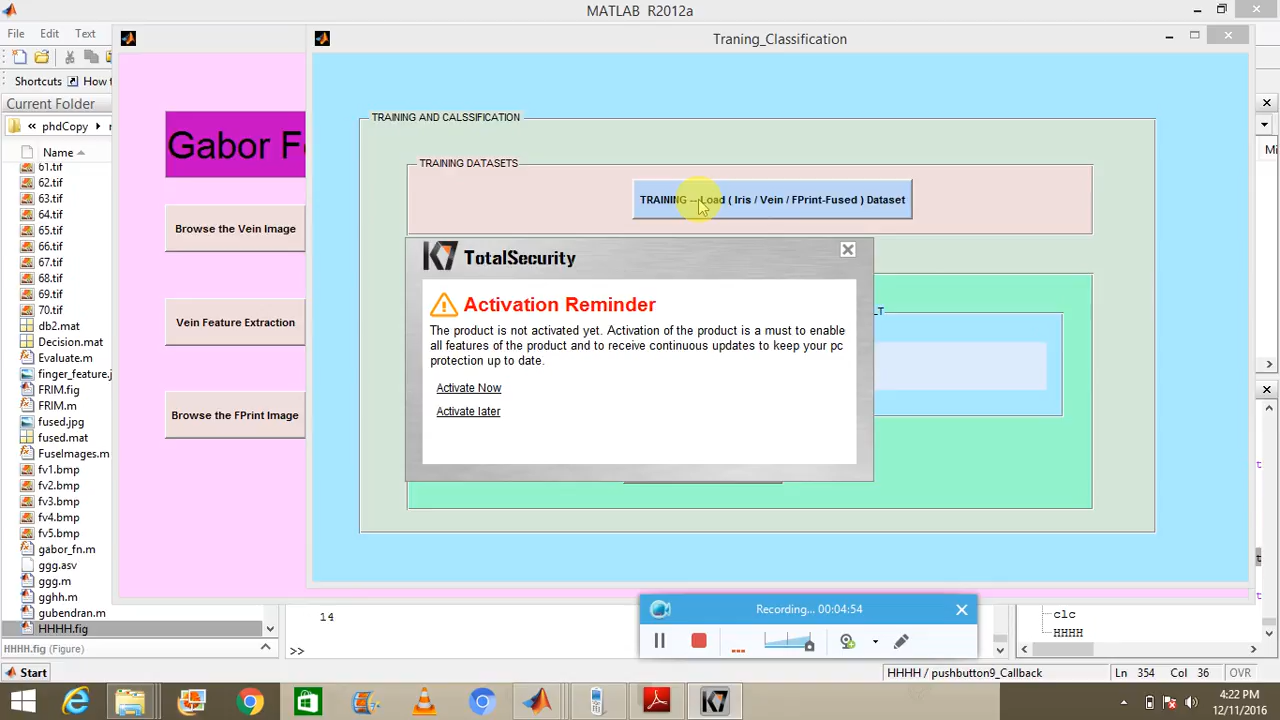 MATLAB R2012a
File Edit Text
Traning_Classification
Shortcuts How
Current Folder
« phdCopy
Name
61.tif
62.tif
63.tif
64.tif
65.tif
66.tif
67.tif
68.tif
69.tif
70.tif
db2.mat
Decision.mat
Evaluate.m
finger_feature.j
FRIM.fig
FRIM.m
fused.jpg
fused.mat
FuseImages.m
fv1.bmp
fv2.bmp
fv3.bmp
fv4.bmp
fv5.bmp
gabor_fn.m
ggg.asv
ggg.m
gghh.m
gubendran.m
HHHH.fig
HHHH.fig (Figure)
Gabor F
Browse the Vein Image
Vein Feature Extraction
Browse the FPrint Image
TRAINING AND CALSSIFICATION
TRAINING DATASETS
TRAINING -- Load ( Iris / Vein / FPrint-Fused ) Dataset
LT
K7 TotalSecurity
Activation Reminder
The product is not activated yet. Activation of the product is a must to enable
all features of the product and to receive continuous updates to keep your pc
protection up to date.
Activate Now
Activate later
Mi
Recording... 00:04:54
14
>>
clc
HHHH
Start
HHHH / pushbutton9_Callback
Ln 354 Col 36 OVR
K7
4:22 PM
12/11/2016